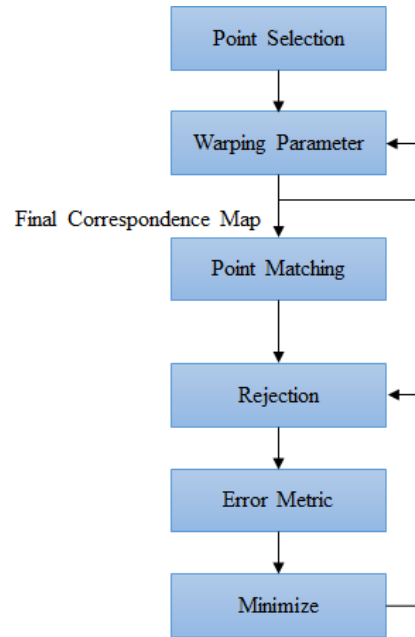 Point Selection
Warping Parameter
Final Correspondence Map
Point Matching
Rejection
Error Metric
Minimize